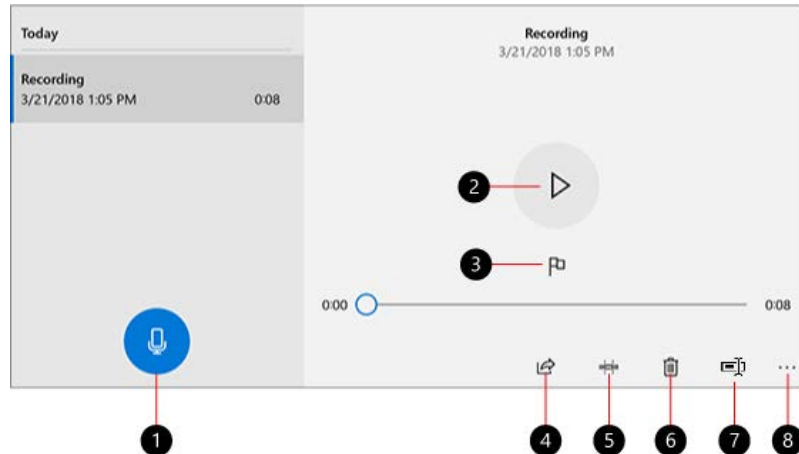 Today
Recording
3/21/2018 1:05 PM 0:08
Recording
3/21/2018 1:05 PM
2
3
0:00 0:08
1
4 5 6 7 8